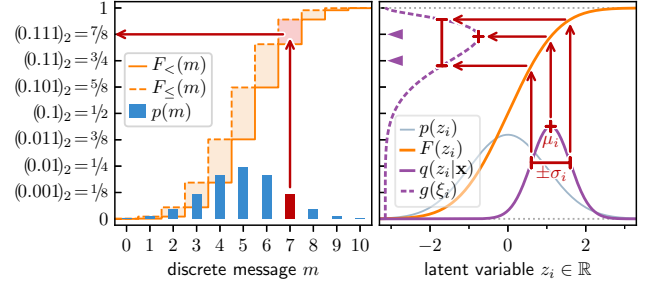 1
(0.111)₂ = ⁷/₈
(0.11)₂ = ³/₄
(0.101)₂ = ⁵/₈
(0.1)₂ = ¹/₂
(0.011)₂ = ³/₈
(0.01)₂ = ¹/₄
(0.001)₂ = ¹/₈
0
F<(m)
F≤(m)
p(m)
0 1 2 3 4 5 6 7 8 9 10
discrete message m
p(zᵢ)
F(zᵢ)
q(zᵢ|x)
g(ξᵢ)
μᵢ
±σᵢ
−2 0 2
latent variable zᵢ ∈ ℝ